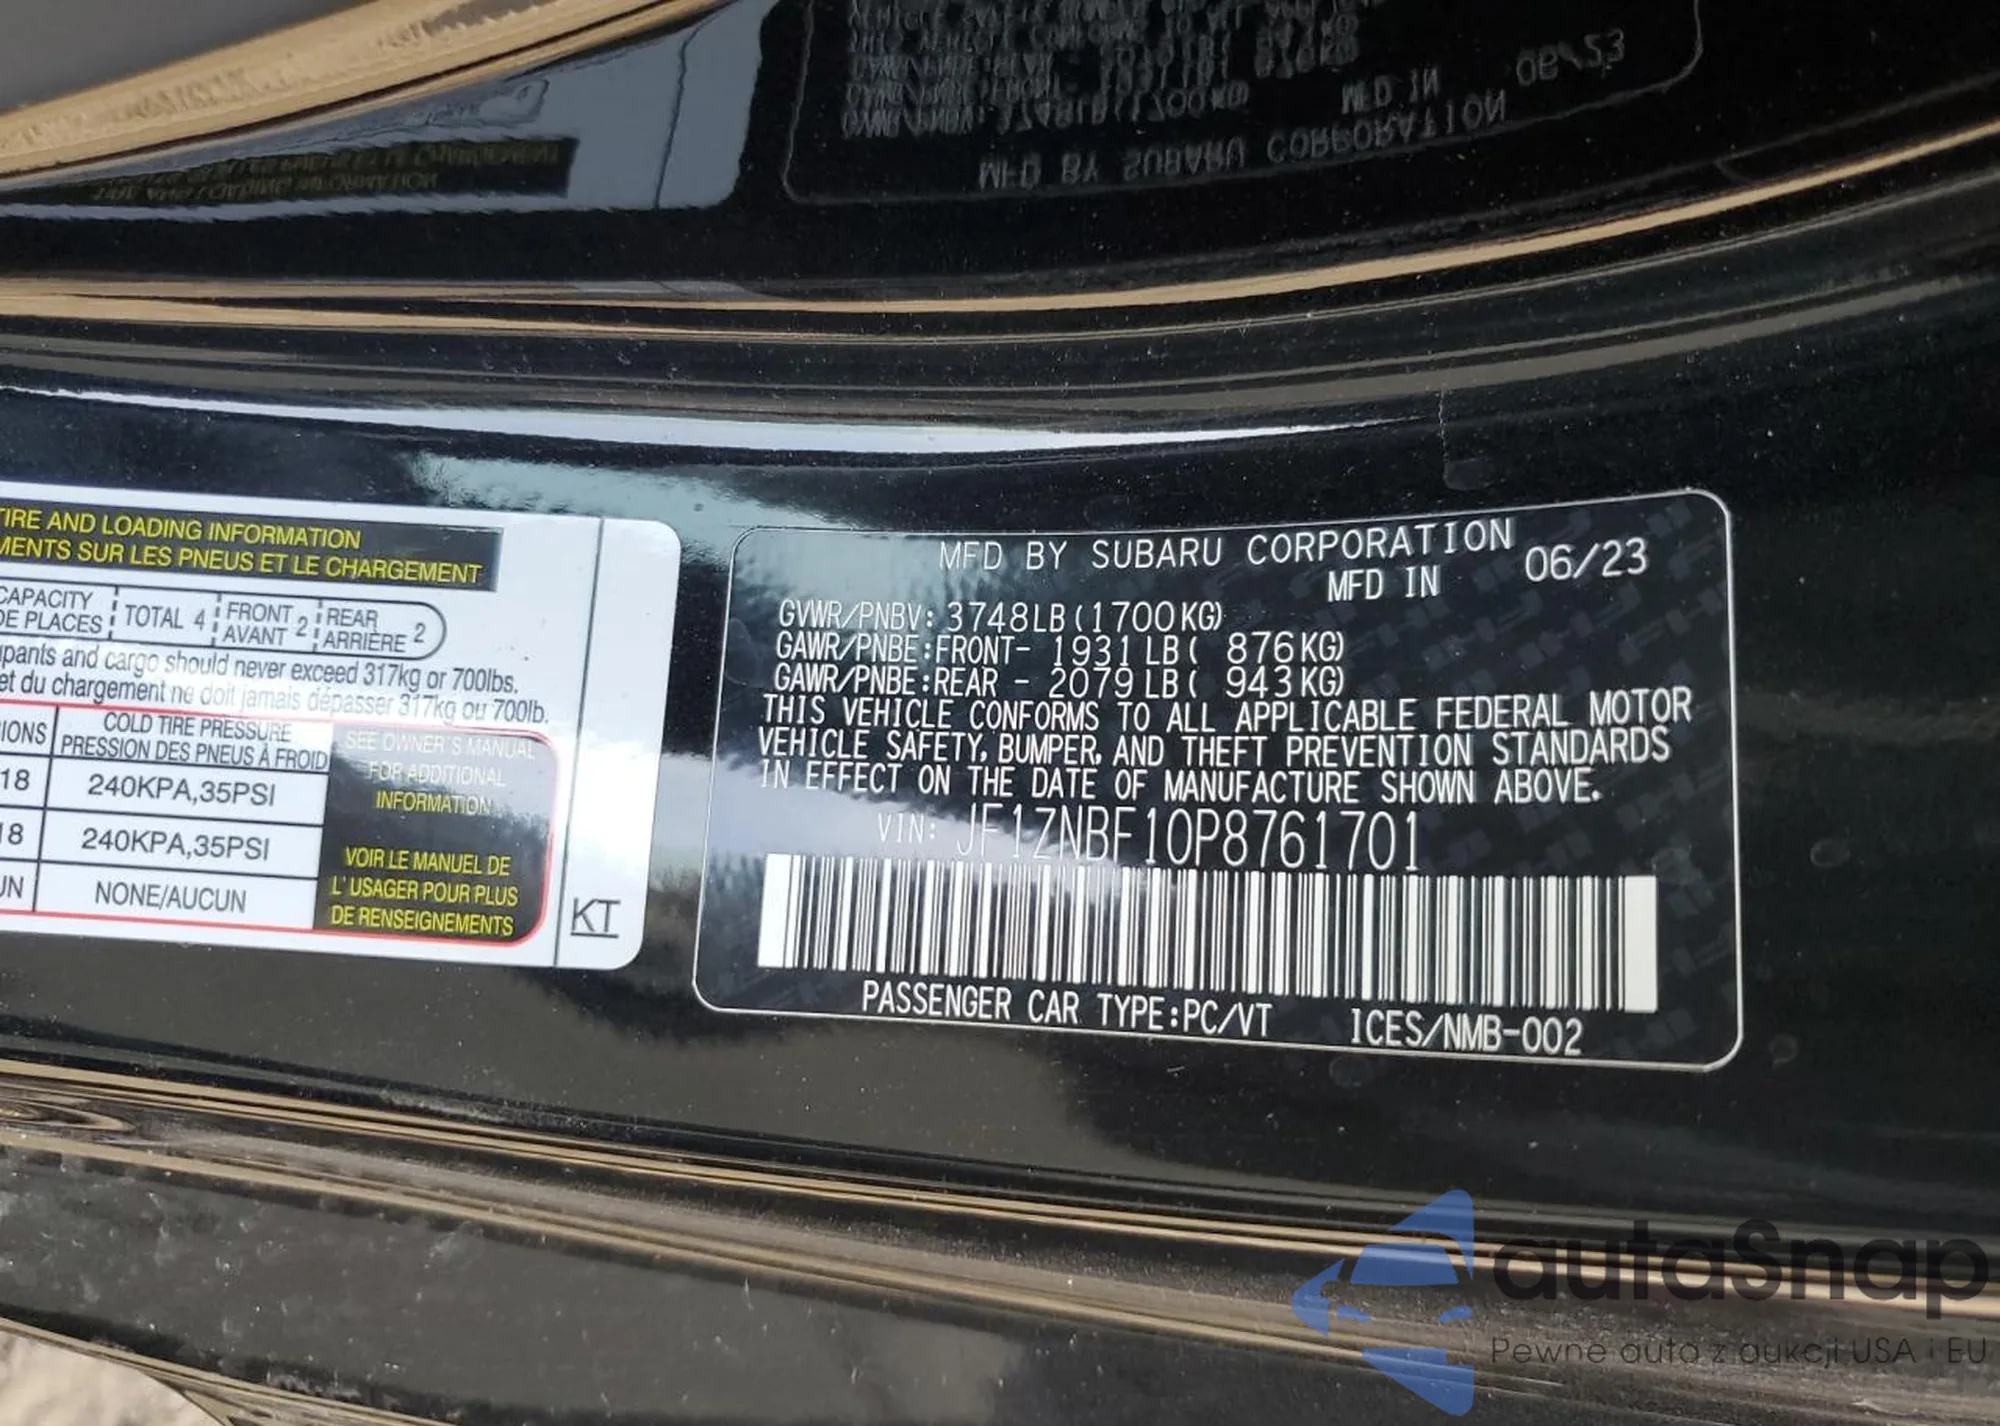 TIRE AND LOADING INFORMATION
MENTS SUR LES PNEUS ET LE CHARGEMENT
CAPACITY
DE PLACES
TOTAL 4
FRONT
AVANT 2
REAR
ARRIÈRE 2
pants and cargo should never exceed 317kg or 700lbs.
et du chargement ne doit jamais dépasser 317kg ou 700lb.
IONS
COLD TIRE PRESSURE
PRESSION DES PNEUS À FROID
18
240KPA,35PSI
18
240KPA,35PSI
UN
NONE/AUCUN
SEE OWNER'S MANUAL
FOR ADDITIONAL
INFORMATION
VOIR LE MANUEL DE
L'USAGER POUR PLUS
DE RENSEIGNEMENTS
KT
MFD BY SUBARU CORPORATION
MFD IN 06/23
GVWR/PNBV: 3748LB(1700KG)
GAWR/PNBE:FRONT- 1931LB( 876KG)
GAWR/PNBE:REAR - 2079LB( 943KG)
THIS VEHICLE CONFORMS TO ALL APPLICABLE FEDERAL MOTOR
VEHICLE SAFETY, BUMPER, AND THEFT PREVENTION STANDARDS
IN EFFECT ON THE DATE OF MANUFACTURE SHOWN ABOVE.
VIN: JF1ZNBF10P8761701
PASSENGER CAR TYPE:PC/VT ICES/NMB-002
autaSnap
Pewne auto z aukcji USA i EU